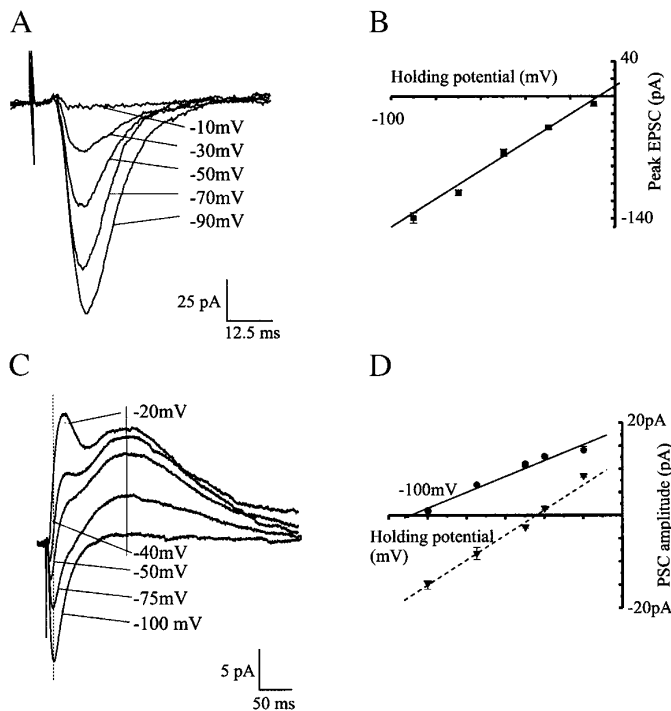 A
-10mV
-30mV
-50mV
-70mV
-90mV
25 pA
12.5 ms
B
40
Holding potential (mV)
-100
Peak EPSC (pA)
-140
C
-20mV
-40mV
-50mV
-75mV
-100 mV
5 pA
50 ms
D
20pA
-100mV
Holding potential
(mV)
PSC amplitude (pA)
-20pA